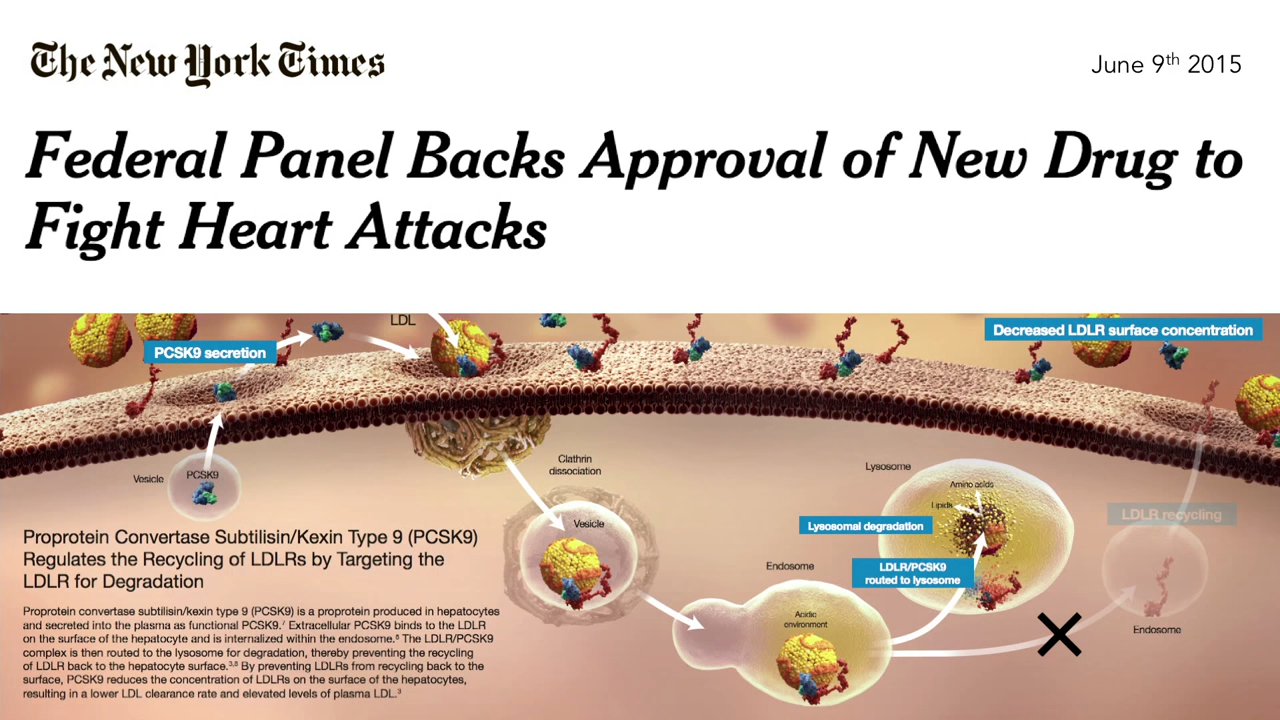 The New York Times
June 9th 2015
Federal Panel Backs Approval of New Drug to
Fight Heart Attacks
LDL
PCSK9 secretion
Decreased LDLR surface concentration
Vesicle
PCSK9
Clathrin
dissociation
Vesicle
Lysosome
Amino acids
Lipids
Lysosomal degradation
LDLR recycling
LDLR/PCSK9
routed to lysosome
Endosome
Acidic
environment
Endosome
Proprotein Convertase Subtilisin/Kexin Type 9 (PCSK9)
Regulates the Recycling of LDLRs by Targeting the
LDLR for Degradation
Proprotein convertase subtilisin/kexin type 9 (PCSK9) is a proprotein produced in hepatocytes
and secreted into the plasma as functional PCSK9.7 Extracellular PCSK9 binds to the LDLR
on the surface of the hepatocyte and is internalized within the endosome.6 The LDLR/PCSK9
complex is then routed to the lysosome for degradation, thereby preventing the recycling
of LDLR back to the hepatocyte surface.3,8 By preventing LDLRs from recycling back to the
surface, PCSK9 reduces the concentration of LDLRs on the surface of the hepatocytes,
resulting in a lower LDL clearance rate and elevated levels of plasma LDL.3